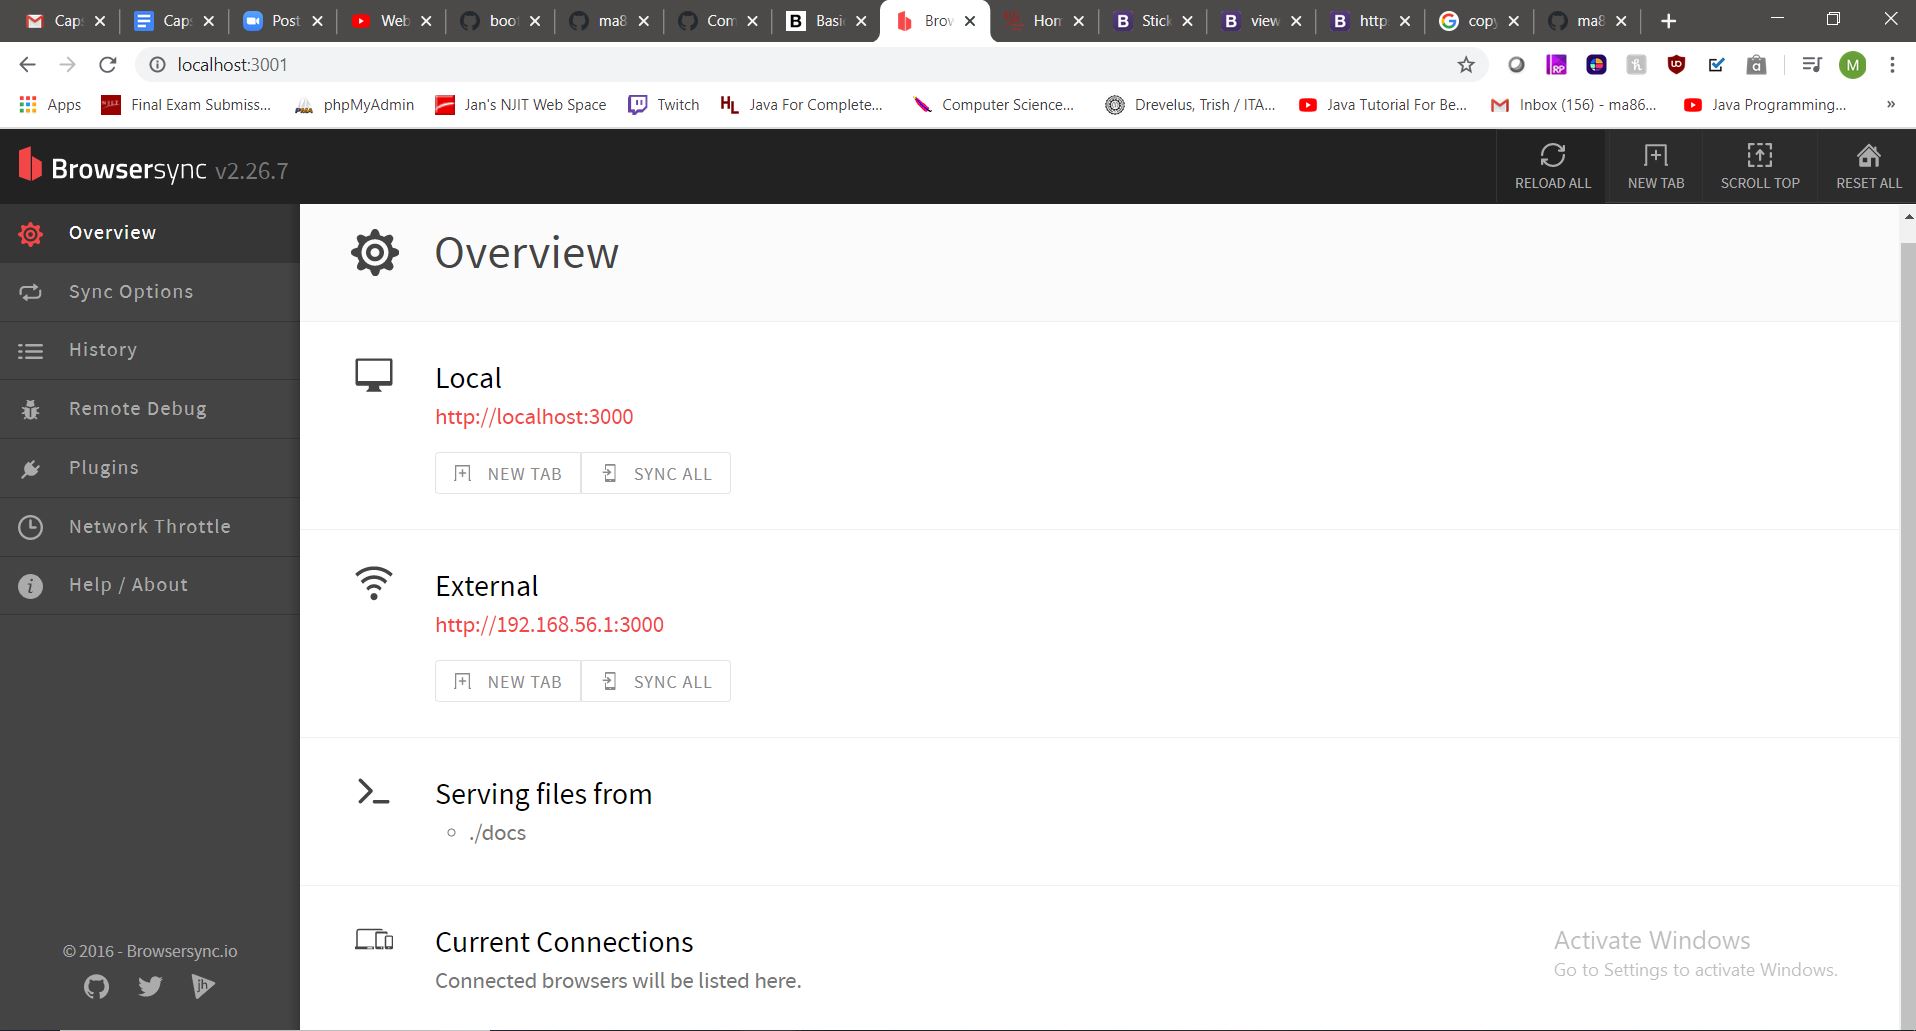 Cap
Cap
Post
Web
boo
ma8
Com
Basi
Brov
Hon
Stick
view
http
copy
ma8
localhost:3001
M
Apps
Final Exam Submiss...
phpMyAdmin
Jan's NJIT Web Space
Twitch
Java For Complete...
Computer Science...
Drevelus, Trish / ITA...
Java Tutorial For Be...
Inbox (156) - ma86...
Java Programming...
»
Browsersync v2.26.7
RELOAD ALL
NEW TAB
SCROLL TOP
RESET ALL
Overview
Sync Options
History
Remote Debug
Plugins
Network Throttle
Help / About
© 2016 - Browsersync.io
jh
Overview
Local
http://localhost:3000
NEW TAB
SYNC ALL
External
http://192.168.56.1:3000
NEW TAB
SYNC ALL
Serving files from
./docs
Current Connections
Connected browsers will be listed here.
Activate Windows
Go to Settings to activate Windows.